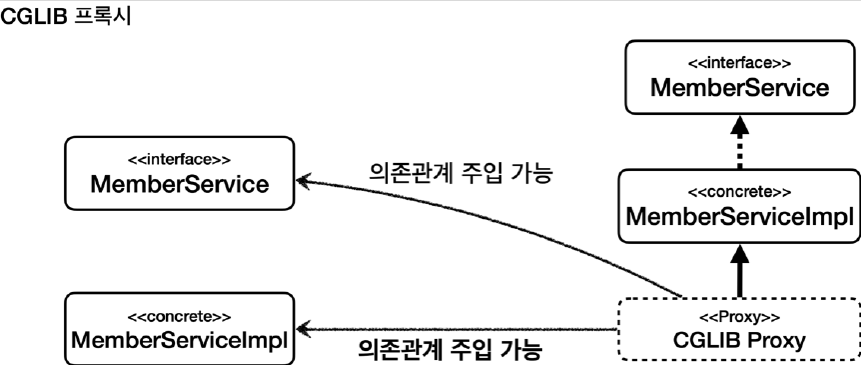 CGLIB 프록시
<<interface>>
MemberService
<<interface>>
MemberService
의존관계 주입 가능
<<concrete>>
MemberServiceImpl
<<concrete>>
MemberServiceImpl
의존관계 주입 가능
<<Proxy>>
CGLIB Proxy